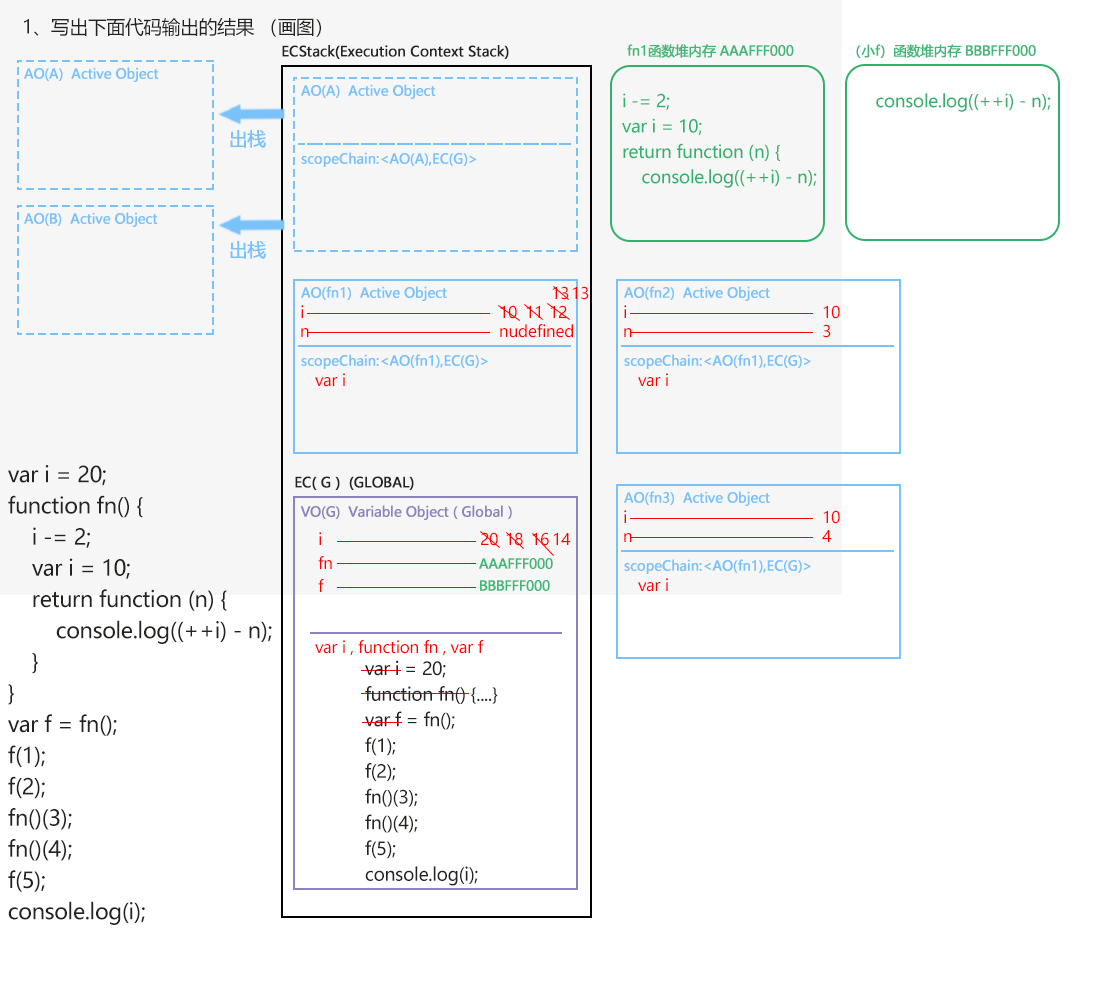 1、写出下面代码输出的结果 （画图）
ECStack(Execution Context Stack)
fn1函数堆内存 AAAFFF000
（小f）函数堆内存 BBBFFF000
AO(A) Active Object
出栈
AO(B) Active Object
出栈
AO(A) Active Object
scopeChain:<AO(A),EC(G)>
i -= 2;
var i = 10;
return function (n) {
console.log((++i) - n);
console.log((++i) - n);
AO(fn1) Active Object
13 13
i 10 11 12
n nudefined
scopeChain:<AO(fn1),EC(G)>
var i
AO(fn2) Active Object
i 10
n 3
scopeChain:<AO(fn1),EC(G)>
var i
AO(fn3) Active Object
i 10
n 4
scopeChain:<AO(fn1),EC(G)>
var i
var i = 20;
function fn() {
i -= 2;
var i = 10;
return function (n) {
console.log((++i) - n);
}
}
var f = fn();
f(1);
f(2);
fn()(3);
fn()(4);
f(5);
console.log(i);
EC( G ) (GLOBAL)
VO(G) Variable Object ( Global )
i 20 18 16 14
fn AAAFFF000
f BBBFFF000
var i , function fn , var f
var i = 20;
function fn() {....}
var f = fn();
f(1);
f(2);
fn()(3);
fn()(4);
f(5);
console.log(i);